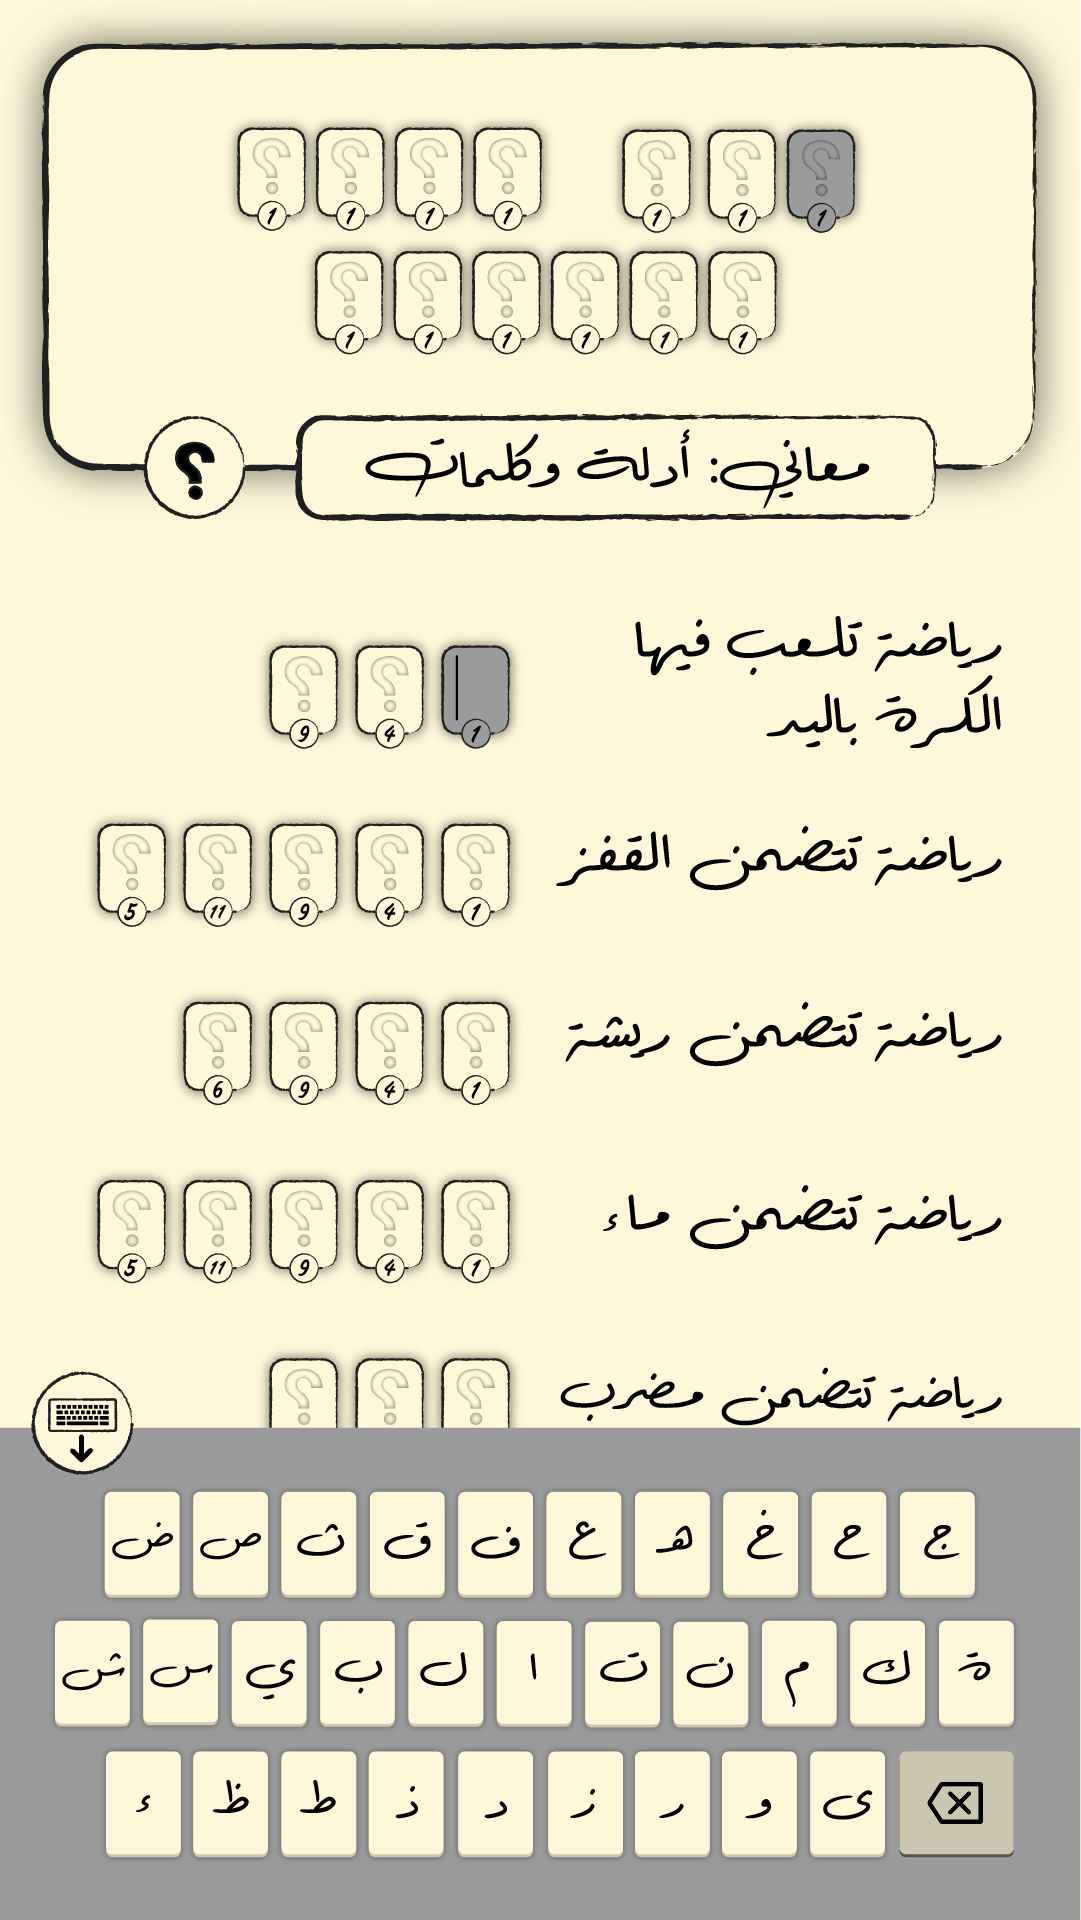 ؟ ؟ ؟ ؟ ؟ ؟ ؟
1 1 1 1 1 1 1
؟ ؟ ؟ ؟ ؟ ؟
1 1 1 1 1 1
معاني: أدلة وكلمات
؟
رياضة تلعب فيها
الكرة باليد
؟ ؟
1 4 9
رياضة تتضمن القفز
؟ ؟ ؟ ؟ ؟
1 4 9 11 5
رياضة تتضمن ريشة
؟ ؟ ؟ ؟
1 4 9 6
رياضة تتضمن ماء
؟ ؟ ؟ ؟ ؟
1 4 9 11 5
رياضة تتضمن مضرب
؟ ؟ ؟
ج ح خ ه ع ف ق ث ص ض
ة ك م ن ت ا ل ب ي س ش
ى و ر ز د ذ ط ظ ء